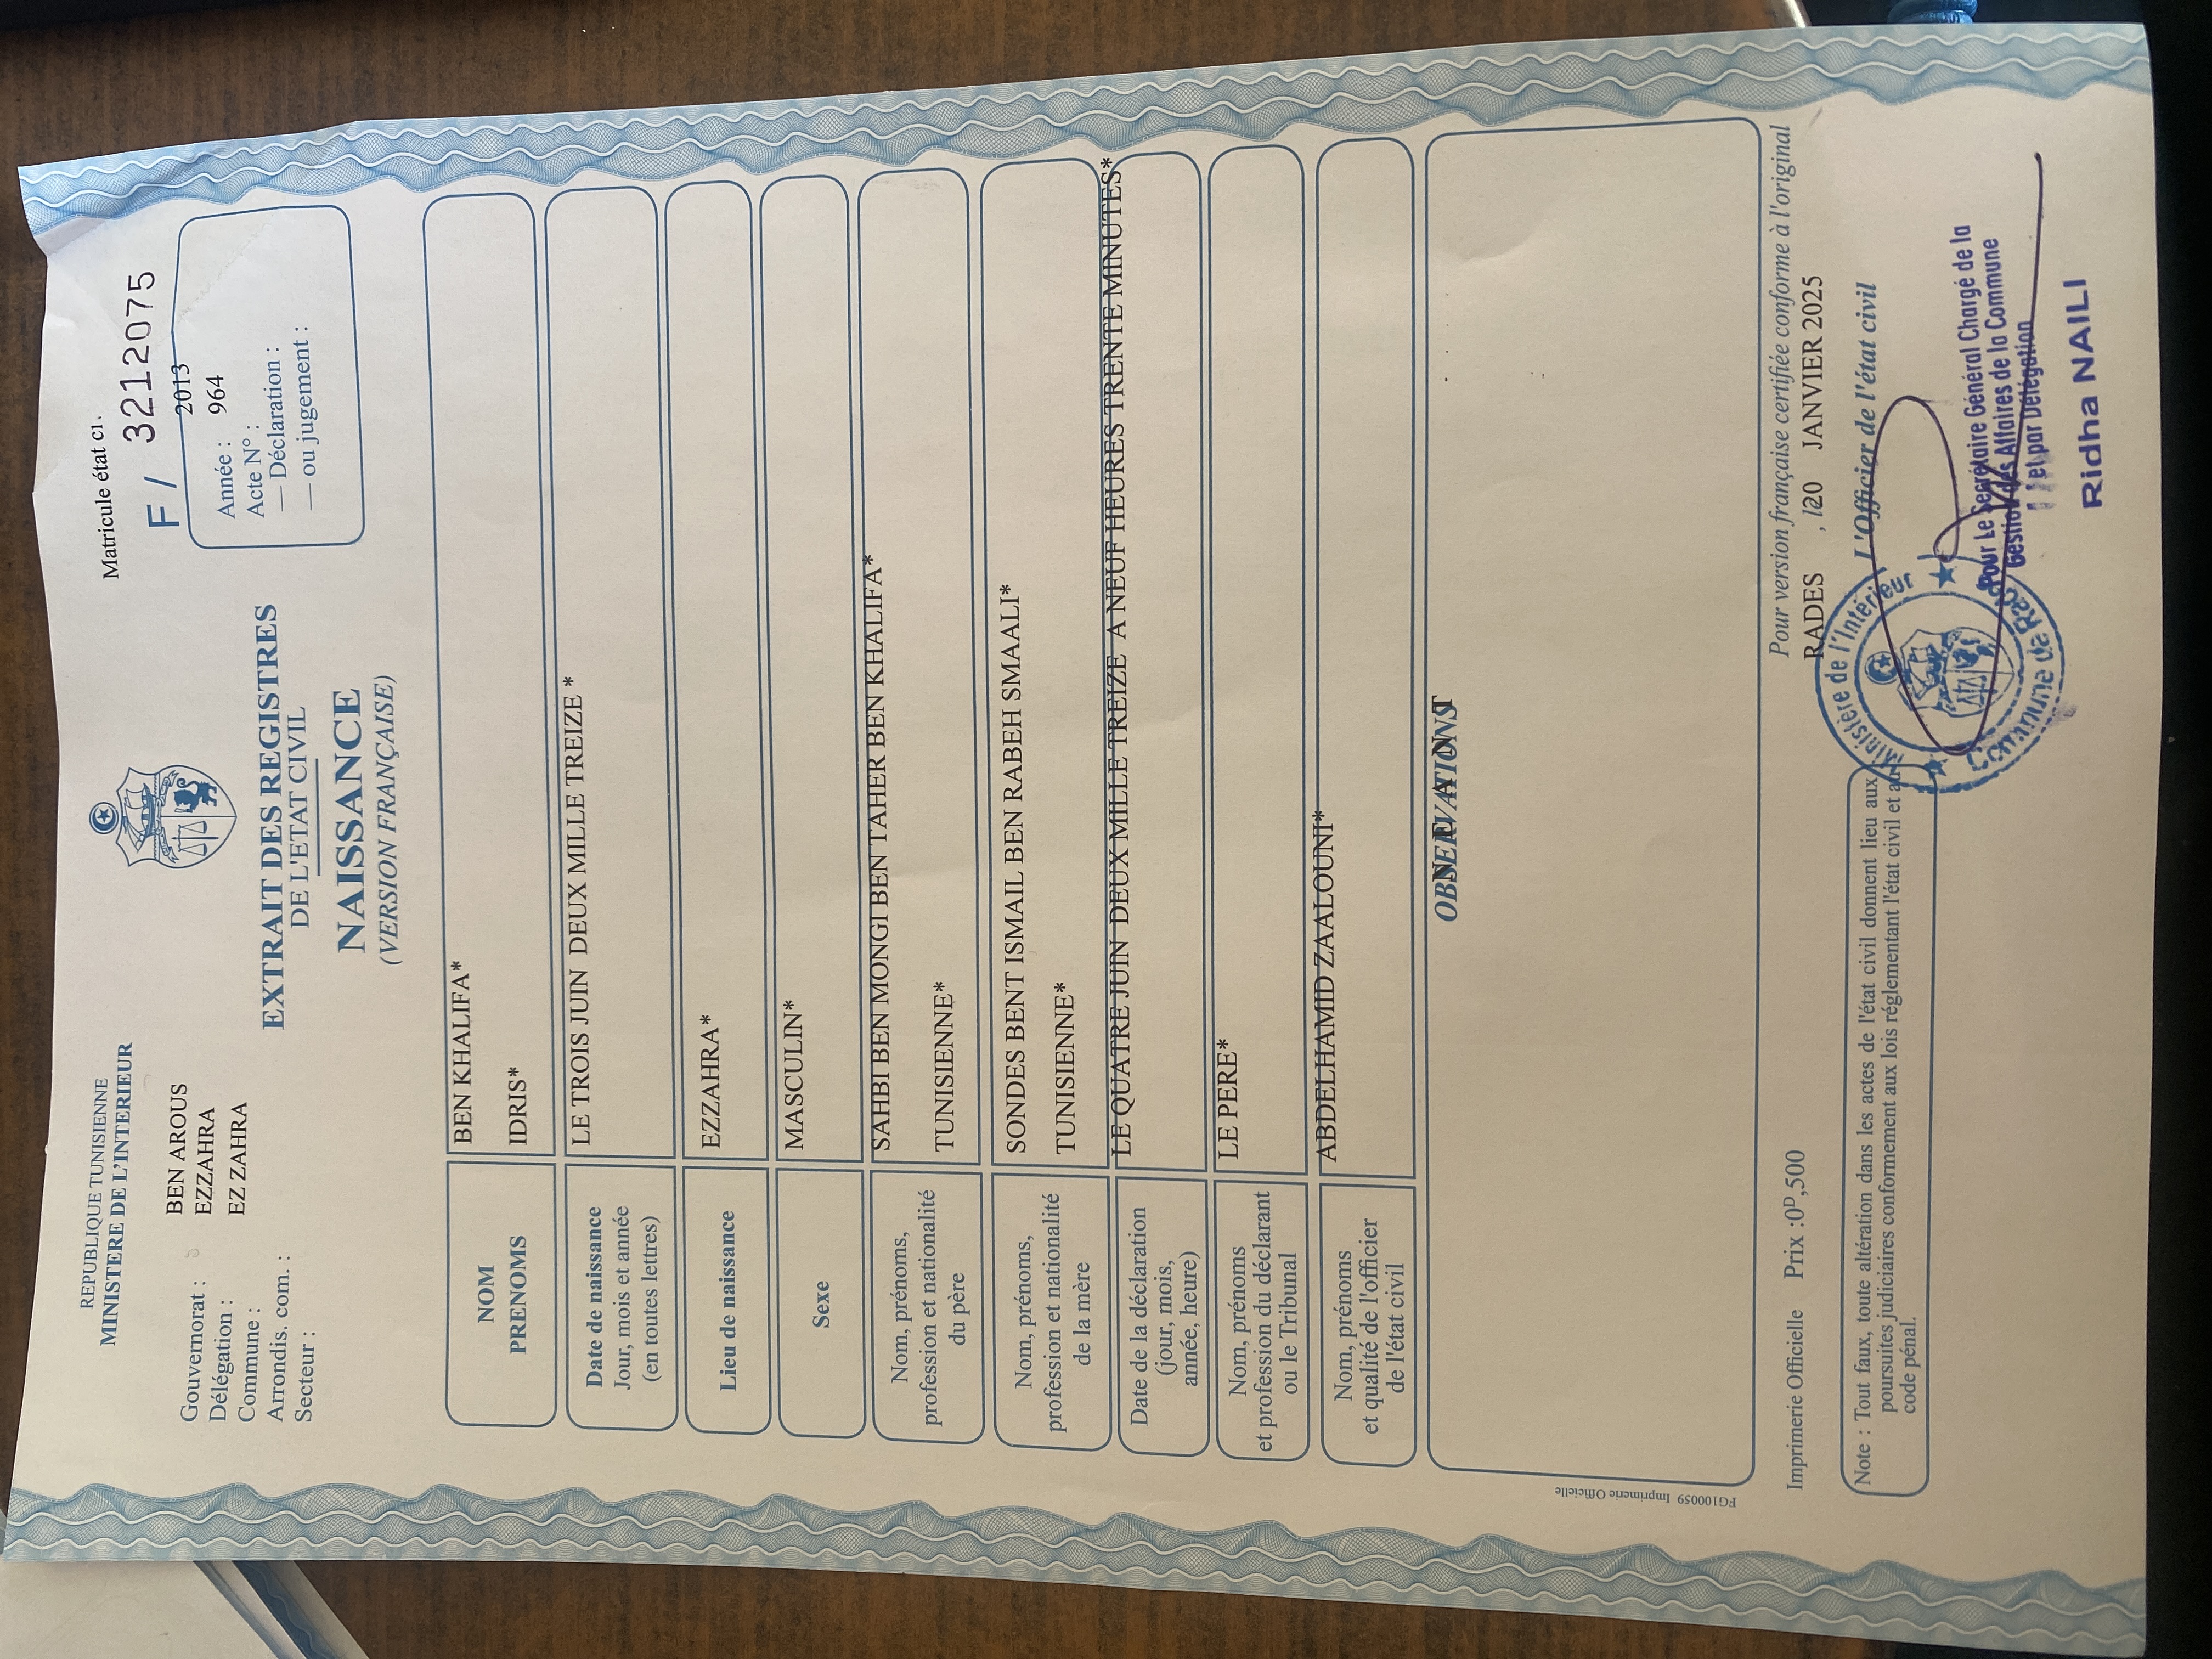 REPUBLIQUE TUNISIENNE
MINISTERE DE L'INTERIEUR
Gouvernorat : BEN AROUS
Délégation : EZZAHRA
Commune : EZ ZAHRA
Arrondis. com. :
Secteur :
EXTRAIT DES REGISTRES
DE L'ETAT CIVIL
NAISSANCE
(VERSION FRANÇAISE)
Matricule état ci
F / 3212075
Année : 2013
Acte N° : 964
— Déclaration :
— ou jugement :
NOM BEN KHALIFA*
PRENOMS IDRIS*
Date de naissance
Jour, mois et année
(en toutes lettres)
LE TROIS JUIN DEUX MILLE TREIZE *
Lieu de naissance EZZAHRA*
Sexe MASCULIN*
Nom, prénoms,
profession et nationalité
du père
SAHBI BEN MONGI BEN TAHER BEN KHALIFA*
TUNISIENNE*
Nom, prénoms,
profession et nationalité
de la mère
SONDES BENT ISMAIL BEN RABEH SMAALI*
TUNISIENNE*
Date de la déclaration
(jour, mois,
année, heure)
LE QUATRE JUIN DEUX MILLE TREIZE A NEUF HEURES TRENTE MINUTES*
Nom, prénoms
et profession du déclarant
ou le Tribunal
LE PERE*
Nom, prénoms
et qualité de l'officier
de l'état civil
ABDELHAMID ZAALOUNI*
OBSERVATIONS
N E A N T
FG100059 Imprimerie Officielle
Imprimerie Officielle Prix :0D,500
Pour version française certifiée conforme à l'original
RADES , le 20 JANVIER 2025
L'Officier de l'état civil
Note : Tout faux, toute altération dans les actes de l'état civil donnent lieu aux
poursuites judiciaires conformement aux lois réglementant l'état civil et au
code pénal.
Ministère de l'Intérieur
Commune de Rades
Pour Le Secrétaire Général Chargé de la
Gestion des Affaires de la Commune
et par Délégation
Ridha NAILI